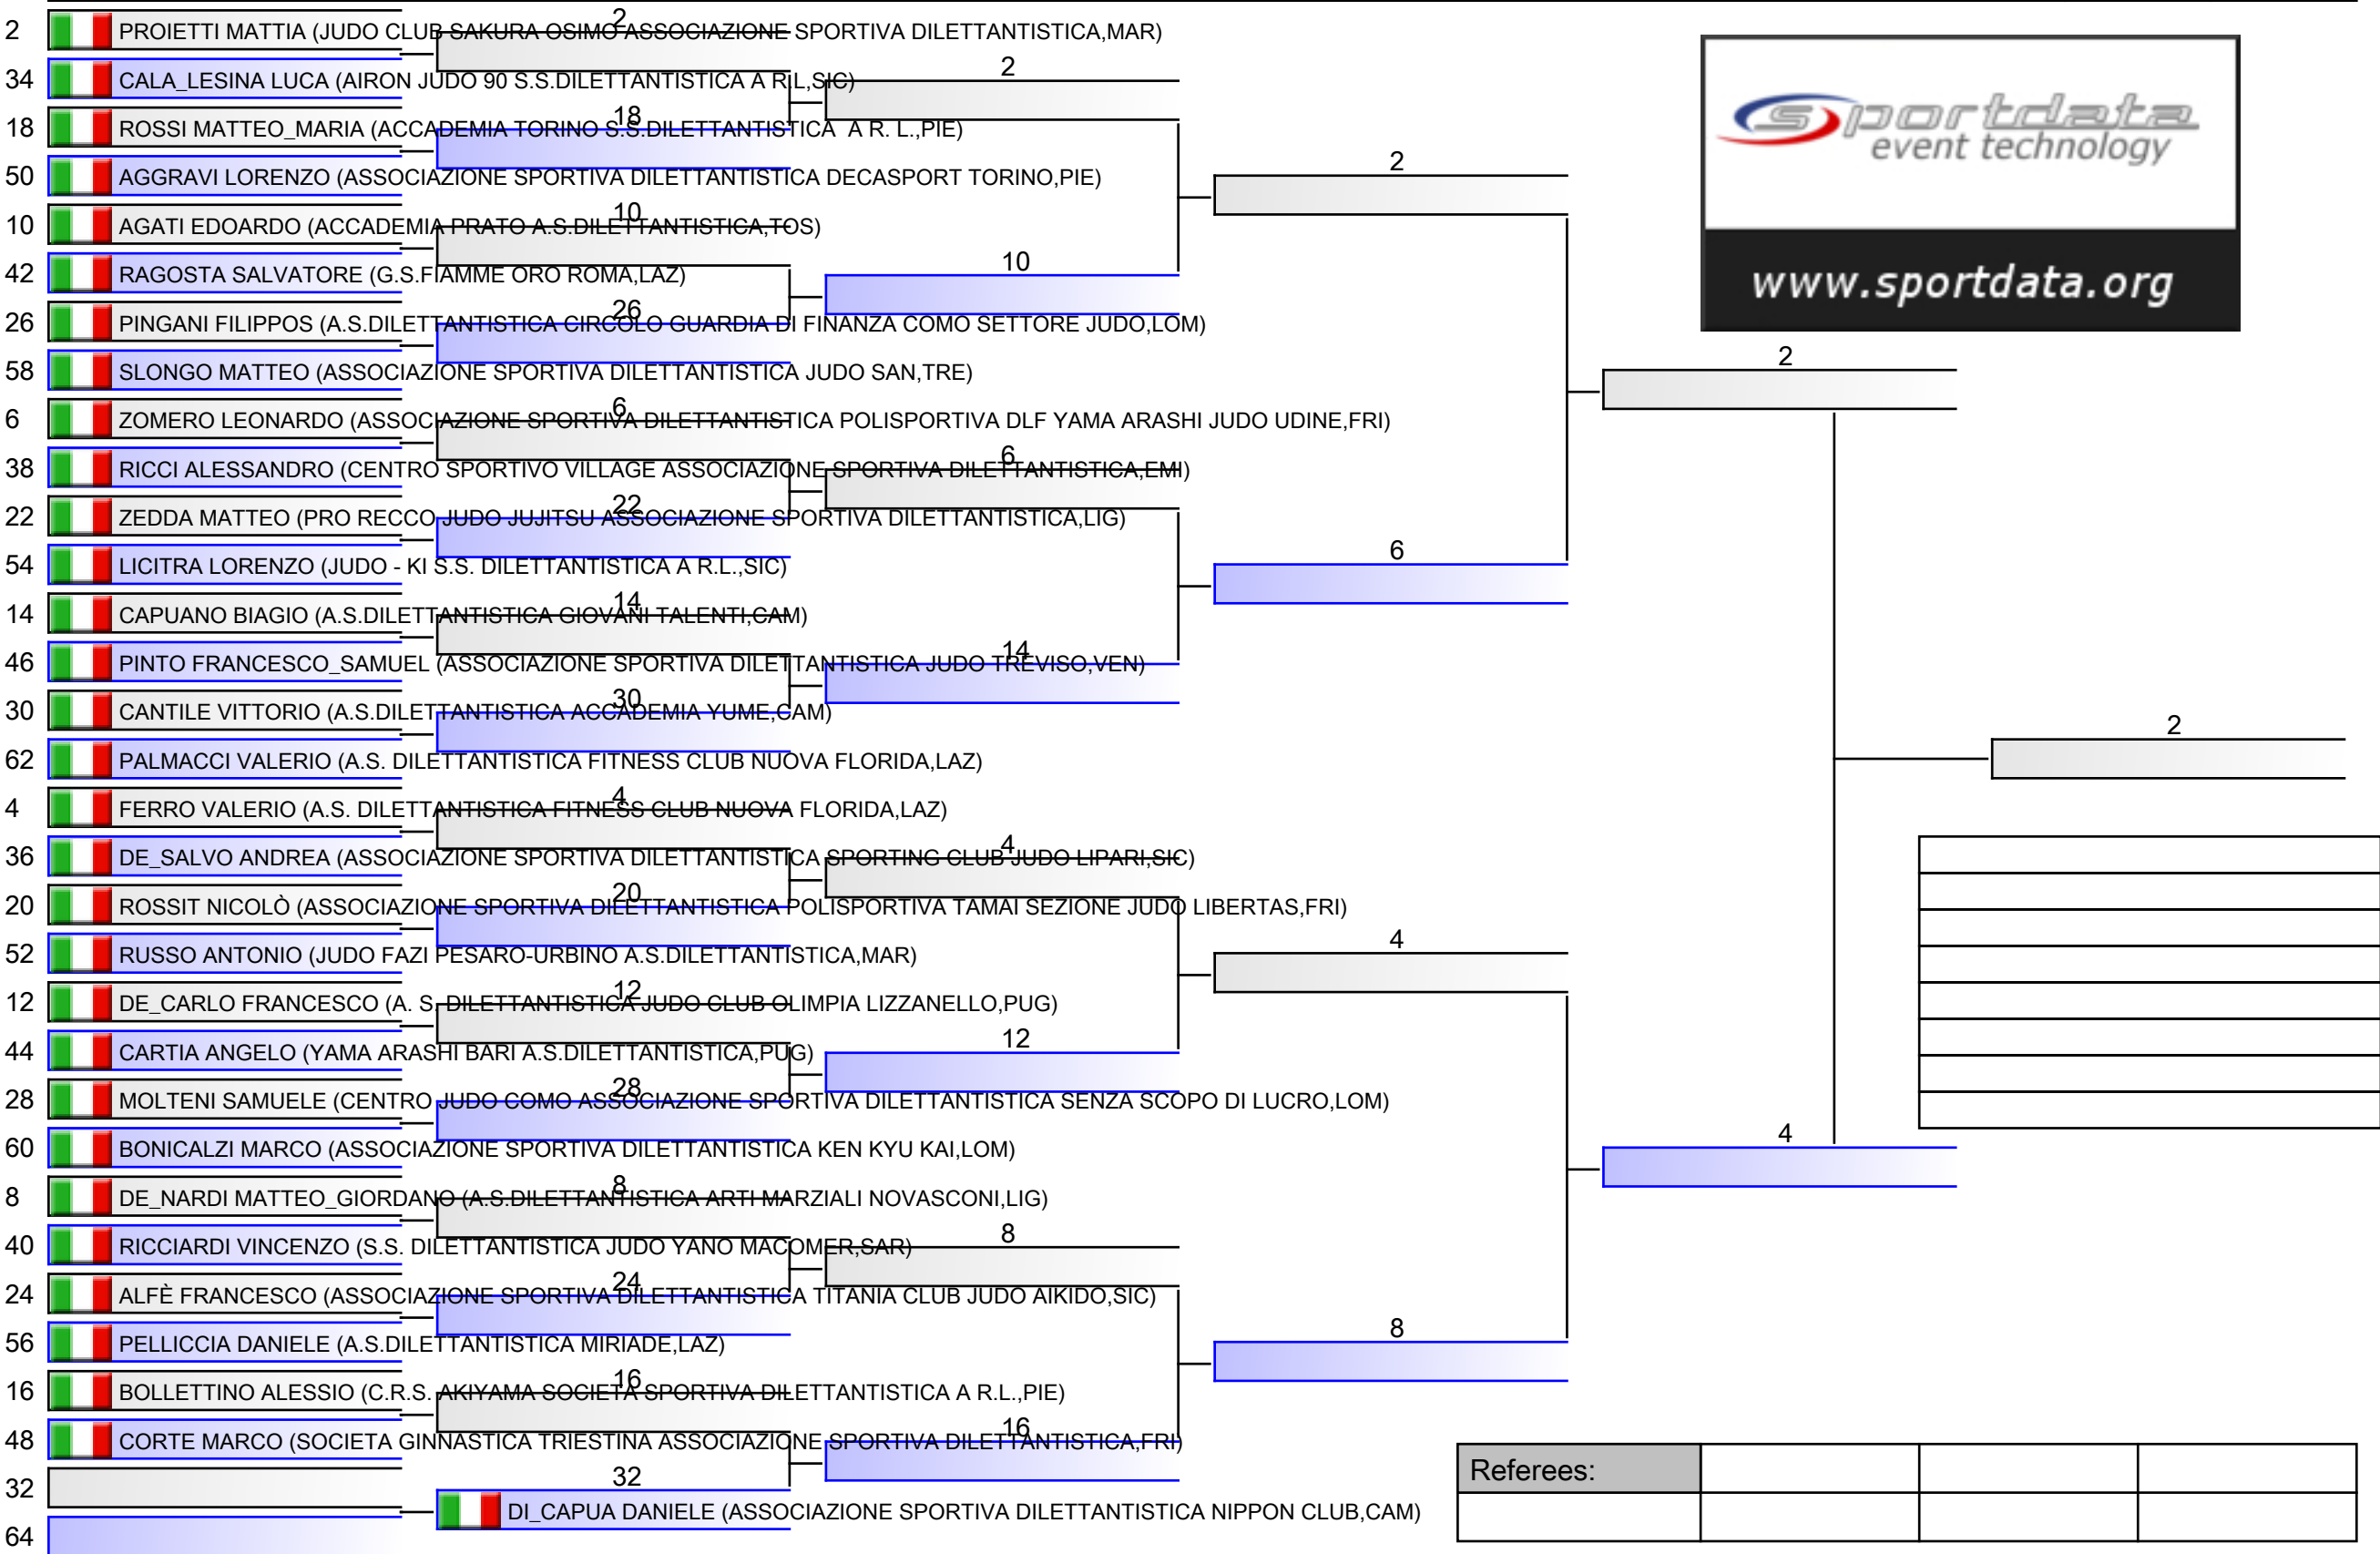 2 PROIETTI MATTIA (JUDO CLUB SAKURA OSIMO ASSOCIAZIONE SPORTIVA DILETTANTISTICA,MAR)
2
34 CALA_LESINA LUCA (AIRON JUDO 90 S.S.DILETTANTISTICA A R.L,SIC)
2
18 ROSSI MATTEO_MARIA (ACCADEMIA TORINO S.S.DILETTANTISTICA A R. L.,PIE)
18
50 AGGRAVI LORENZO (ASSOCIAZIONE SPORTIVA DILETTANTISTICA DECASPORT TORINO,PIE)
2
10 AGATI EDOARDO (ACCADEMIA PRATO A.S.DILETTANTISTICA,TOS)
10
42 RAGOSTA SALVATORE (G.S.FIAMME ORO ROMA,LAZ)
10
26 PINGANI FILIPPOS (A.S.DILETTANTISTICA CIRCOLO GUARDIA DI FINANZA COMO SETTORE JUDO,LOM)
26
58 SLONGO MATTEO (ASSOCIAZIONE SPORTIVA DILETTANTISTICA JUDO SAN,TRE)
2
6 ZOMERO LEONARDO (ASSOCIAZIONE SPORTIVA DILETTANTISTICA POLISPORTIVA DLF YAMA ARASHI JUDO UDINE,FRI)
6
38 RICCI ALESSANDRO (CENTRO SPORTIVO VILLAGE ASSOCIAZIONE SPORTIVA DILETTANTISTICA,EMI)
6
22 ZEDDA MATTEO (PRO RECCO JUDO JUJITSU ASSOCIAZIONE SPORTIVA DILETTANTISTICA,LIG)
22
54 LICITRA LORENZO (JUDO - KI S.S. DILETTANTISTICA A R.L.,SIC)
6
14 CAPUANO BIAGIO (A.S.DILETTANTISTICA GIOVANI TALENTI,CAM)
14
46 PINTO FRANCESCO_SAMUEL (ASSOCIAZIONE SPORTIVA DILETTANTISTICA JUDO TREVISO,VEN)
14
30 CANTILE VITTORIO (A.S.DILETTANTISTICA ACCADEMIA YUME,CAM)
30
62 PALMACCI VALERIO (A.S. DILETTANTISTICA FITNESS CLUB NUOVA FLORIDA,LAZ)
2
4 FERRO VALERIO (A.S. DILETTANTISTICA FITNESS CLUB NUOVA FLORIDA,LAZ)
4
36 DE_SALVO ANDREA (ASSOCIAZIONE SPORTIVA DILETTANTISTICA SPORTING CLUB JUDO LIPARI,SIC)
4
20 ROSSIT NICOLÒ (ASSOCIAZIONE SPORTIVA DILETTANTISTICA POLISPORTIVA TAMAI SEZIONE JUDO LIBERTAS,FRI)
20
52 RUSSO ANTONIO (JUDO FAZI PESARO-URBINO A.S.DILETTANTISTICA,MAR)
4
12 DE_CARLO FRANCESCO (A. S. DILETTANTISTICA JUDO CLUB OLIMPIA LIZZANELLO,PUG)
12
44 CARTIA ANGELO (YAMA ARASHI BARI A.S.DILETTANTISTICA,PUG)
12
28 MOLTENI SAMUELE (CENTRO JUDO COMO ASSOCIAZIONE SPORTIVA DILETTANTISTICA SENZA SCOPO DI LUCRO,LOM)
28
60 BONICALZI MARCO (ASSOCIAZIONE SPORTIVA DILETTANTISTICA KEN KYU KAI,LOM)
4
8 DE_NARDI MATTEO_GIORDANO (A.S.DILETTANTISTICA ARTI MARZIALI NOVASCONI,LIG)
8
40 RICCIARDI VINCENZO (S.S. DILETTANTISTICA JUDO YANO MACOMER,SAR)
8
24 ALFÈ FRANCESCO (ASSOCIAZIONE SPORTIVA DILETTANTISTICA TITANIA CLUB JUDO AIKIDO,SIC)
24
56 PELLICCIA DANIELE (A.S.DILETTANTISTICA MIRIADE,LAZ)
8
16 BOLLETTINO ALESSIO (C.R.S. AKIYAMA SOCIETÀ SPORTIVA DILETTANTISTICA A R.L.,PIE)
16
48 CORTE MARCO (SOCIETA GINNASTICA TRIESTINA ASSOCIAZIONE SPORTIVA DILETTANTISTICA,FRI)
16
32
32
DI_CAPUA DANIELE (ASSOCIAZIONE SPORTIVA DILETTANTISTICA NIPPON CLUB,CAM)
64
sportdata
event technology
www.sportdata.org
Referees: